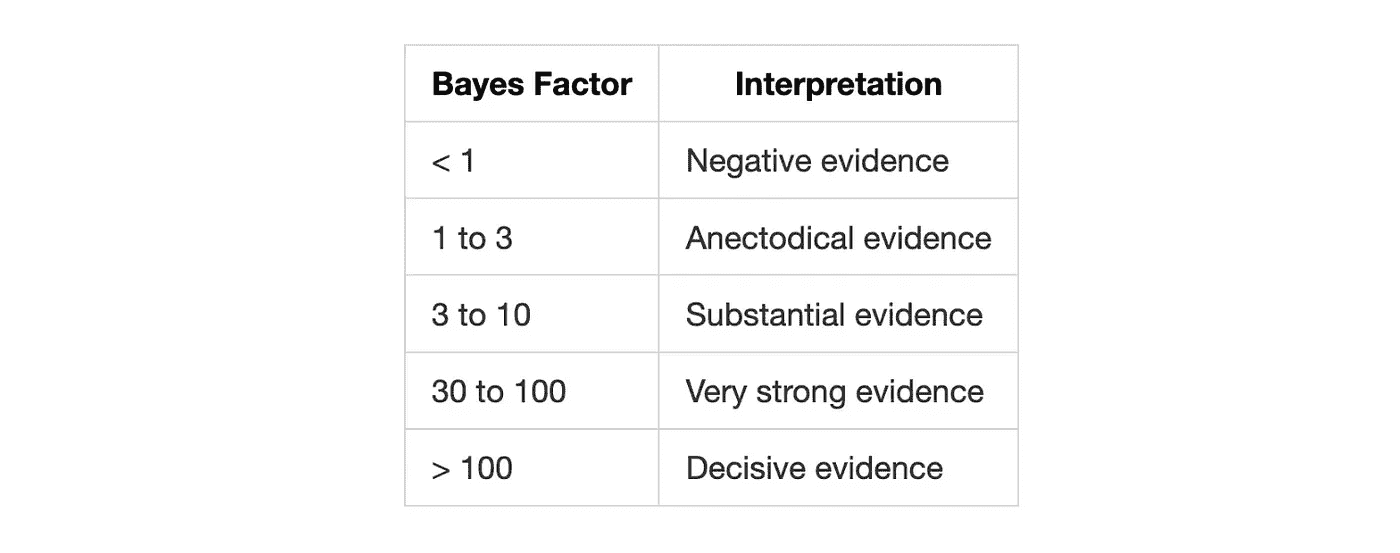 Bayes Factor Interpretation
< 1 Negative evidence
1 to 3 Anectodical evidence
3 to 10 Substantial evidence
30 to 100 Very strong evidence
> 100 Decisive evidence